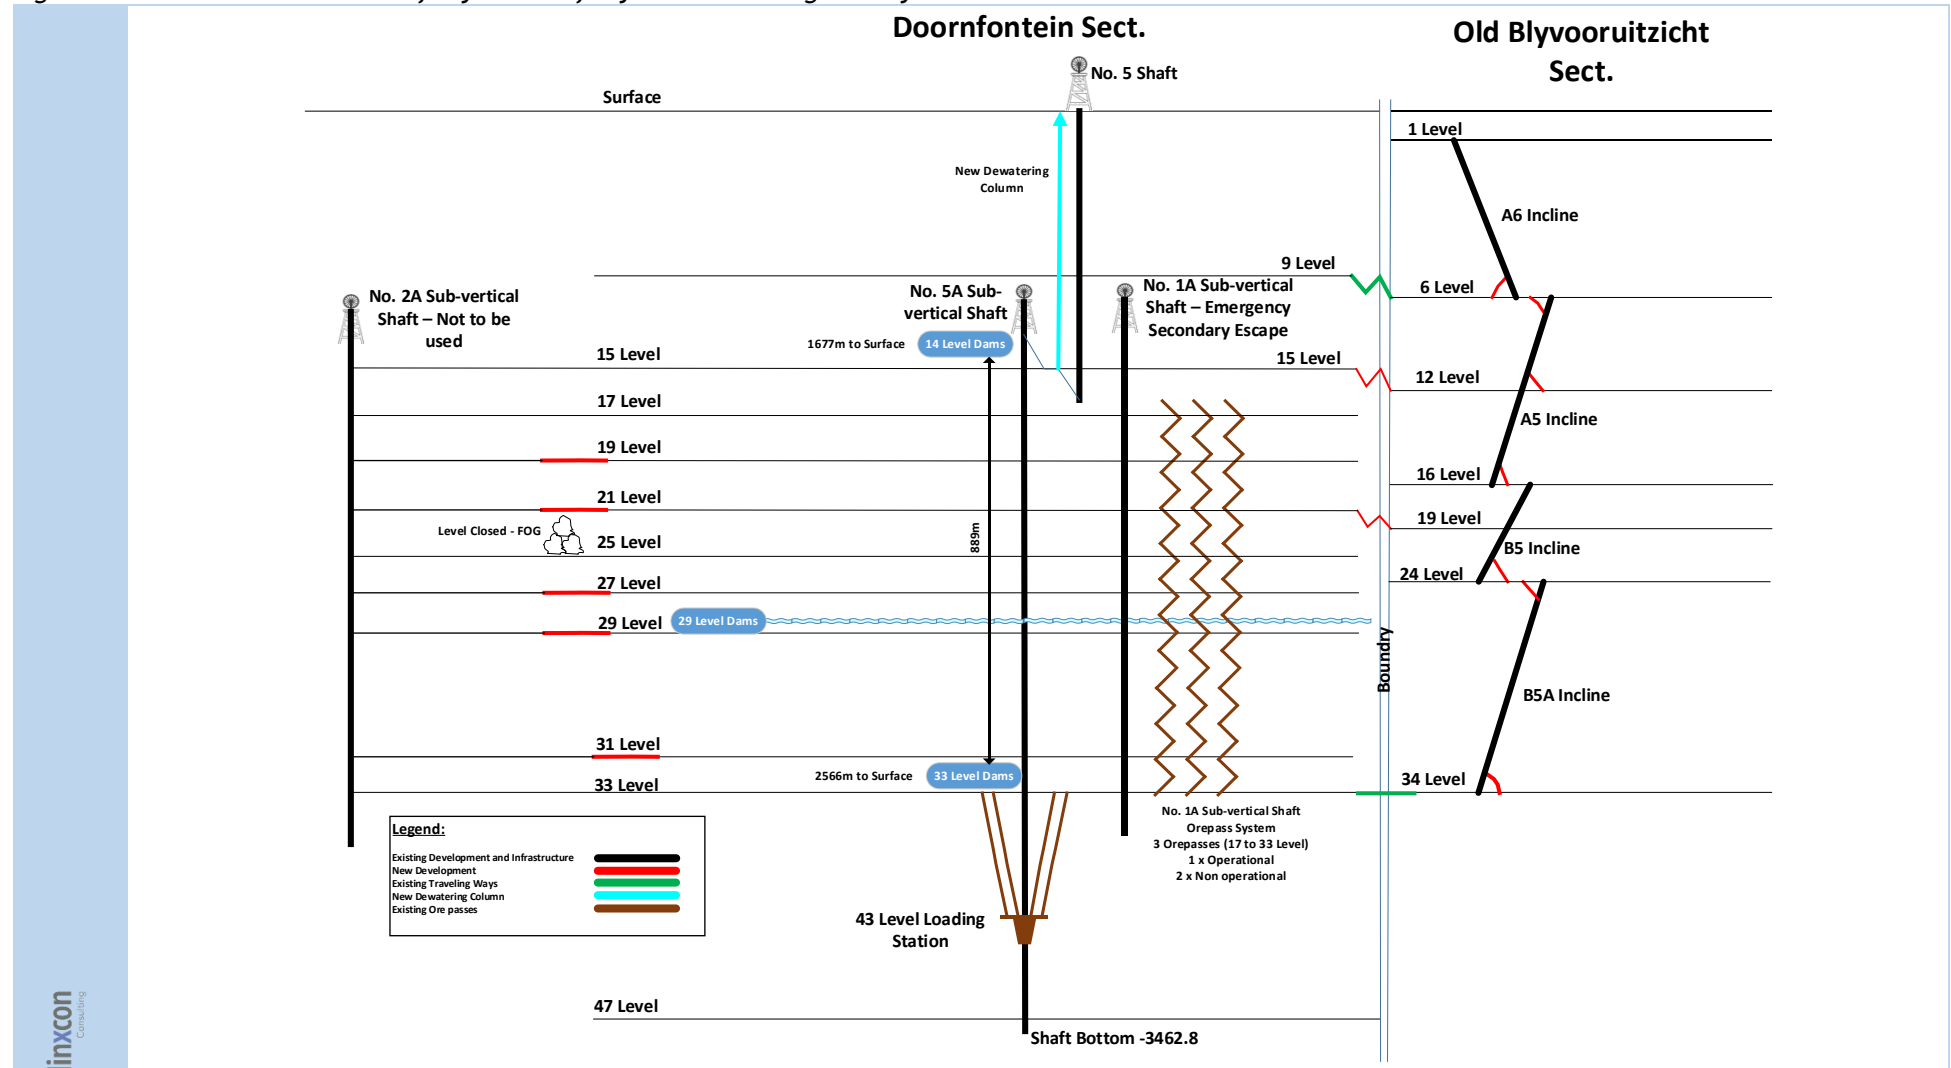 Doornfontein Sect.
Old Blyvooruitzicht
Sect.
No. 5 Shaft
Surface
1 Level
New Dewatering
Column
A6 Incline
9 Level
6 Level
No. 2A Sub-vertical
Shaft – Not to be
used
No. 5A Sub-
vertical Shaft
No. 1A Sub-vertical
Shaft – Emergency
Secondary Escape
1677m to Surface
14 Level Dams
15 Level
15 Level
12 Level
17 Level
A5 Incline
19 Level
16 Level
21 Level
19 Level
Level Closed - FOG
889m
25 Level
B5 Incline
24 Level
27 Level
29 Level
29 Level Dams
Boundry
B5A Incline
31 Level
2566m to Surface
33 Level Dams
33 Level
34 Level
No. 1A Sub-vertical Shaft
Orepass System
3 Orepasses (17 to 33 Level)
1 x Operational
2 x Non operational
Legend:
Existing Development and Infrastructure
New Development
Existing Traveling Ways
New Dewatering Column
Existing Ore passes
43 Level Loading
Station
47 Level
Shaft Bottom -3462.8
inxcon
Consulting